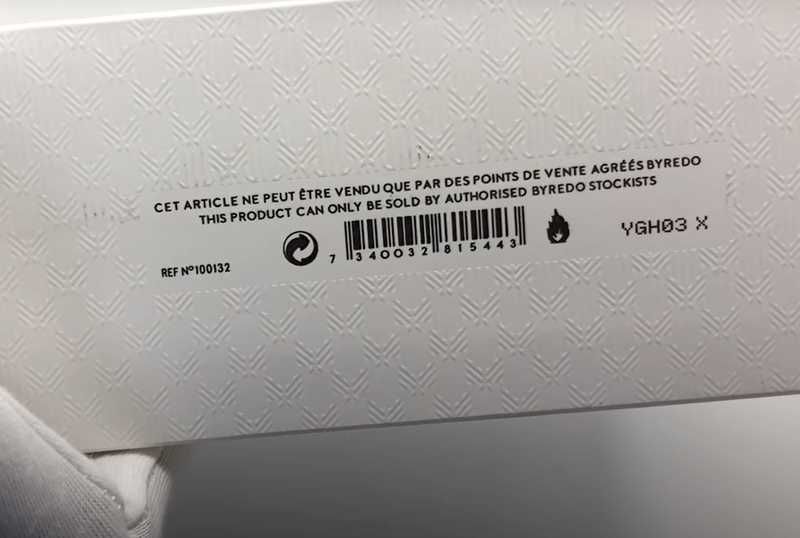 CET ARTICLE NE PEUT ÊTRE VENDU QUE PAR DES POINTS DE VENTE AGRÉÉS BYREDO
THIS PRODUCT CAN ONLY BE SOLD BY AUTHORISED BYREDO STOCKISTS
REF Nº100132
7 340032 815443
YGH03 X